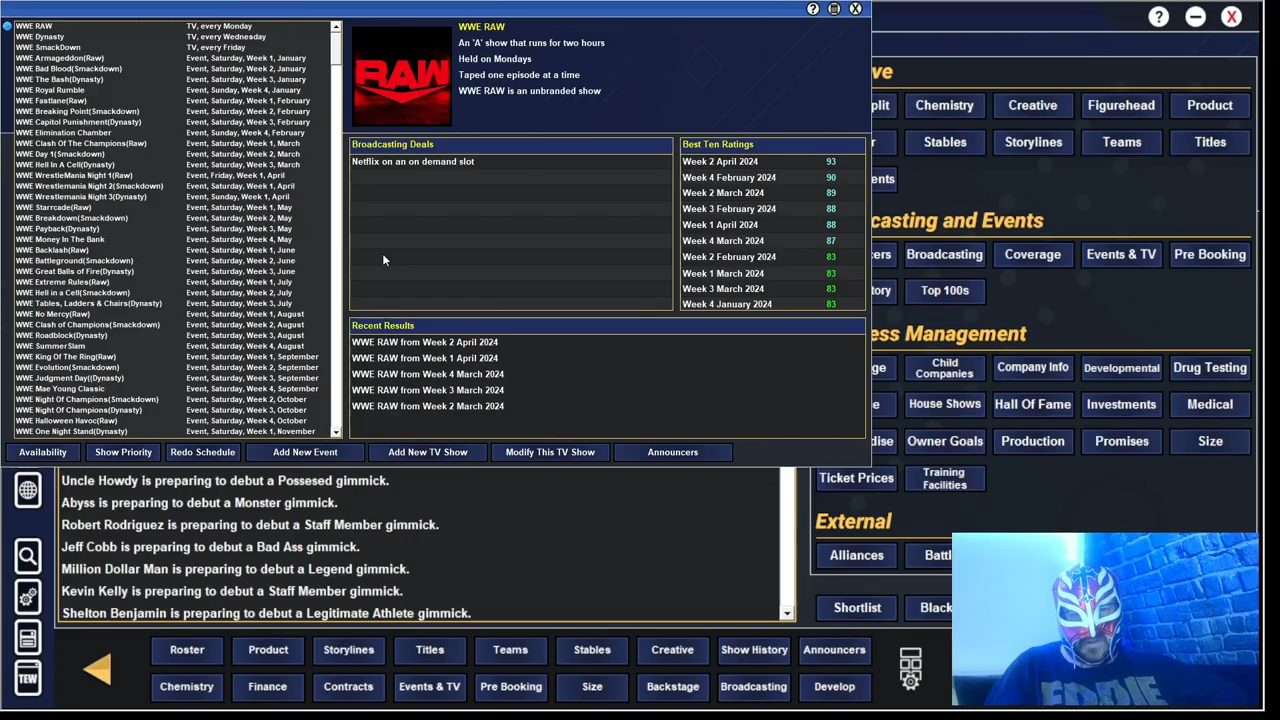 WWE RAW TV, every Monday
WWE Dynasty TV, every Wednesday
WWE SmackDown TV, every Friday
WWE Armageddon(Raw) Event, Saturday, Week 1, January
WWE Bad Blood(Smackdown) Event, Saturday, Week 2, January
WWE The Bash(Dynasty) Event, Saturday, Week 3, January
WWE Royal Rumble Event, Sunday, Week 4, January
WWE Fastlane(Raw) Event, Saturday, Week 1, February
WWE Breaking Point(Smackdown) Event, Saturday, Week 2, February
WWE Capitol Punishment(Dynasty) Event, Saturday, Week 3, February
WWE Elimination Chamber Event, Sunday, Week 4, February
WWE Clash Of The Champions(Raw) Event, Saturday, Week 1, March
WWE Day 1(Smackdown) Event, Saturday, Week 2, March
WWE Hell In A Cell(Dynasty) Event, Saturday, Week 3, March
WWE WrestleMania Night 1(Raw) Event, Friday, Week 1, April
WWE Wrestlemania Night 2(Smackdown) Event, Saturday, Week 1, April
WWE Wrestlemania Night 3(Dynasty) Event, Sunday, Week 1, April
WWE Starrcade(Raw) Event, Saturday, Week 1, May
WWE Breakdown(Smackdown) Event, Saturday, Week 2, May
WWE Payback(Dynasty) Event, Saturday, Week 3, May
WWE Money In The Bank Event, Saturday, Week 4, May
WWE Backlash(Raw) Event, Saturday, Week 1, June
WWE Battleground(Smackdown) Event, Saturday, Week 2, June
WWE Great Balls of Fire(Dynasty) Event, Saturday, Week 3, June
WWE Extreme Rules(Raw) Event, Saturday, Week 1, July
WWE Hell in a Cell(Smackdown) Event, Saturday, Week 2, July
WWE Tables, Ladders & Chairs(Dynasty) Event, Saturday, Week 3, July
WWE No Mercy(Raw) Event, Saturday, Week 1, August
WWE Clash of Champions(Smackdown) Event, Saturday, Week 2, August
WWE Roadblock(Dynasty) Event, Saturday, Week 3, August
WWE SummerSlam Event, Saturday, Week 4, August
WWE King Of The Ring(Raw) Event, Saturday, Week 1, September
WWE Evolution(Smackdown) Event, Saturday, Week 2, September
WWE Judgment Day((Dynasty) Event, Saturday, Week 3, September
WWE Mae Young Classic Event, Saturday, Week 4, September
WWE Night Of Champions(Smackdown) Event, Saturday, Week 2, October
WWE Night Of Champions(Dynasty) Event, Saturday, Week 3, October
WWE Halloween Havoc(Raw) Event, Saturday, Week 4, October
WWE One Night Stand(Dynasty) Event, Saturday, Week 1, November
RAW
WWE RAW
An 'A' show that runs for two hours
Held on Mondays
Taped one episode at a time
WWE RAW is an unbranded show
Broadcasting Deals
Netflix on an on demand slot
Best Ten Ratings
Week 2 April 2024 93
Week 4 February 2024 90
Week 2 March 2024 89
Week 3 February 2024 88
Week 1 April 2024 88
Week 4 March 2024 87
Week 2 February 2024 83
Week 1 March 2024 83
Week 3 March 2024 83
Week 4 January 2024 83
Recent Results
WWE RAW from Week 2 April 2024
WWE RAW from Week 1 April 2024
WWE RAW from Week 4 March 2024
WWE RAW from Week 3 March 2024
WWE RAW from Week 2 March 2024
Availability Show Priority Redo Schedule Add New Event Add New TV Show Modify This TV Show Announcers
Chemistry Creative Figurehead Product
Stables Storylines Teams Titles
and Events
Broadcasting Coverage Events & TV Pre Booking
Top 100s
Management
Child Companies Company Info Developmental Drug Testing
House Shows Hall Of Fame Investments Medical
Owner Goals Production Promises Size
Ticket Prices Training Facilities
External
Alliances
Shortlist
Uncle Howdy is preparing to debut a Possesed gimmick.
Abyss is preparing to debut a Monster gimmick.
Robert Rodriguez is preparing to debut a Staff Member gimmick.
Jeff Cobb is preparing to debut a Bad Ass gimmick.
Million Dollar Man is preparing to debut a Legend gimmick.
Kevin Kelly is preparing to debut a Staff Member gimmick.
Shelton Benjamin is preparing to debut a Legitimate Athlete gimmick.
TEW
Roster Product Storylines Titles Teams Stables Creative Show History Announcers
Chemistry Finance Contracts Events & TV Pre Booking Size Backstage Broadcasting Develop
EDDIE